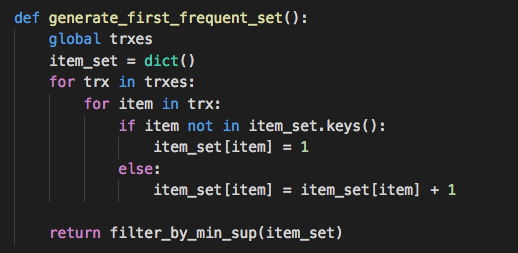 def generate_first_frequent_set():
    global trxes
    item_set = dict()
    for trx in trxes:
        for item in trx:
            if item not in item_set.keys():
                item_set[item] = 1
            else:
                item_set[item] = item_set[item] + 1

    return filter_by_min_sup(item_set)